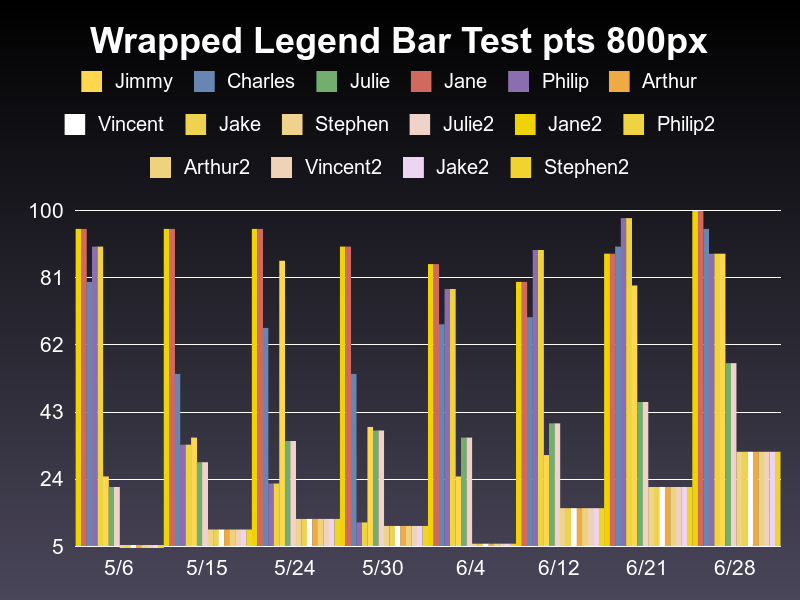 Wrapped Legend Bar Test pts 800px
Jimmy Charles Julie Jane Philip Arthur
Vincent Jake Stephen Julie2 Jane2 Philip2
Arthur2 Vincent2 Jake2 Stephen2
100
81
62
43
24
5
5/6 5/15 5/24 5/30 6/4 6/12 6/21 6/28